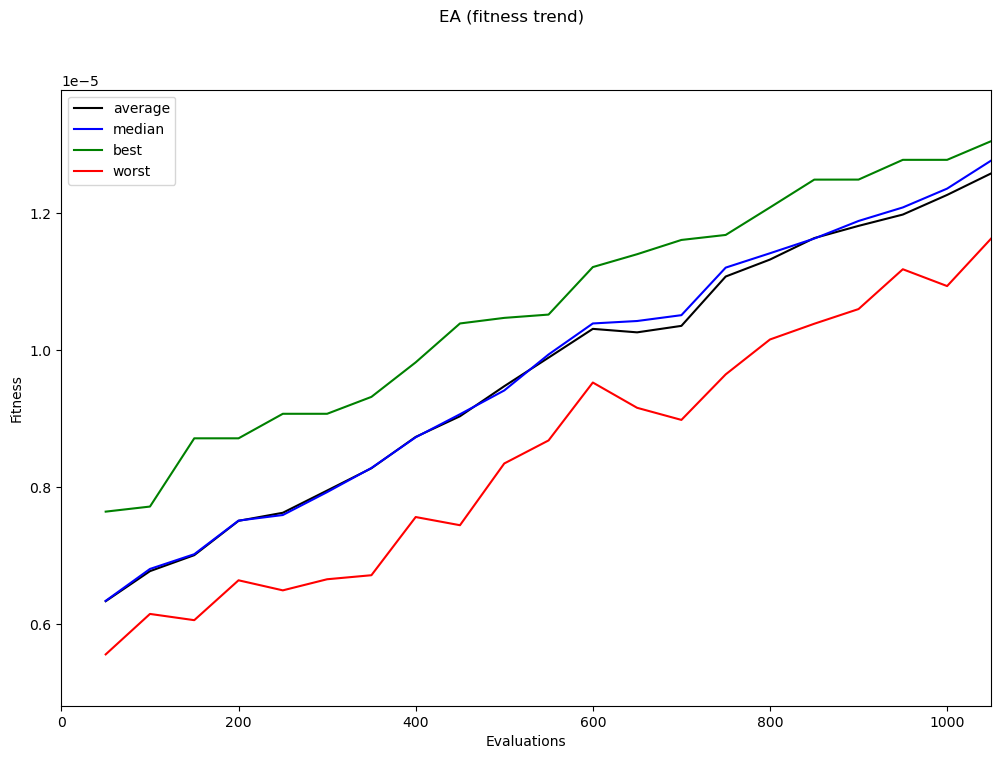 EA (fitness trend)
1e−5
average
median
best
worst
1.2
1.0
0.8
0.6
Fitness
0
200
400
600
800
1000
Evaluations